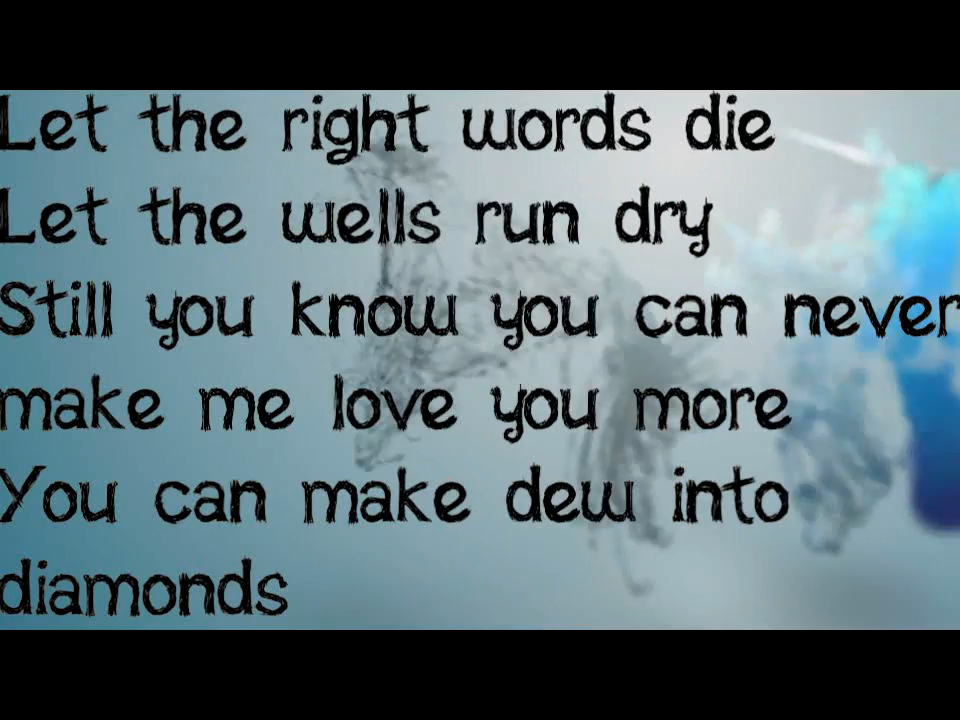 Let the right words die
Let the wells run dry
Still you know you can never
make me love you more
You can make dew into
diamonds